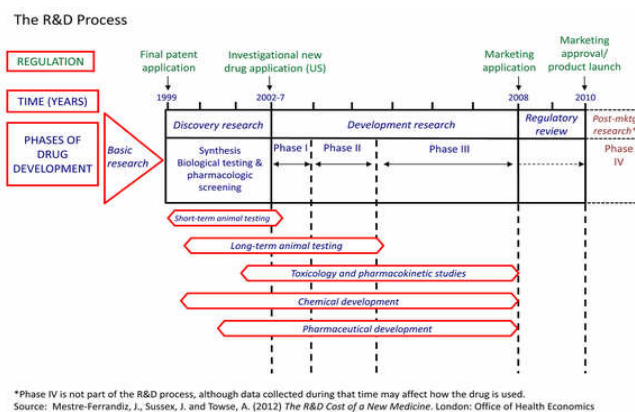 The R&D Process
REGULATION
Final patent
application
Investigational new
drug application (US)
Marketing
application
Marketing
approval/
product launch
TIME (YEARS)
1999
2002-7
2008
2010
PHASES OF
DRUG
DEVELOPMENT
Basic
research
Discovery research
Development research
Regulatory
review
Post-mktg
research*
Synthesis
Biological testing &
pharmacologic
screening
Phase I
Phase II
Phase III
Phase
IV
Short-term animal testing
Long-term animal testing
Toxicology and pharmacokinetic studies
Chemical development
Pharmaceutical development
*Phase IV is not part of the R&D process, although data collected during that time may affect how the drug is used.
Source: Mestre-Ferrandiz, J., Sussex, J. and Towse, A. (2012) The R&D Cost of a New Medicine. London: Office of Health Economics